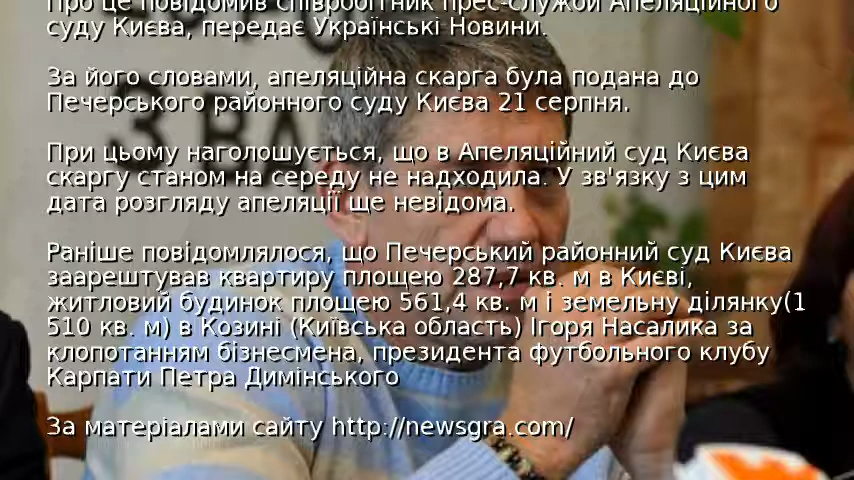 Про це повідомив співробітник прес-служби Апеляційного
суду Києва, передає Українські Новини.
За його словами, апеляційна скарга була подана до
Печерського районного суду Києва 21 серпня.
При цьому наголошується, що в Апеляційний суд Києва
скаргу станом на середу не надходила. У зв'язку з цим
дата розгляду апеляції ще невідома.
Раніше повідомлялося, що Печерський районний суд Києва
заарештував квартиру площею 287,7 кв. м в Києві,
житловий будинок площею 561,4 кв. м і земельну ділянку(1
510 кв. м) в Козині (Київська область) Ігоря Насалика за
клопотанням бізнесмена, президента футбольного клубу
Карпати Петра Димінського
За матеріалами сайту http://newsgra.com/